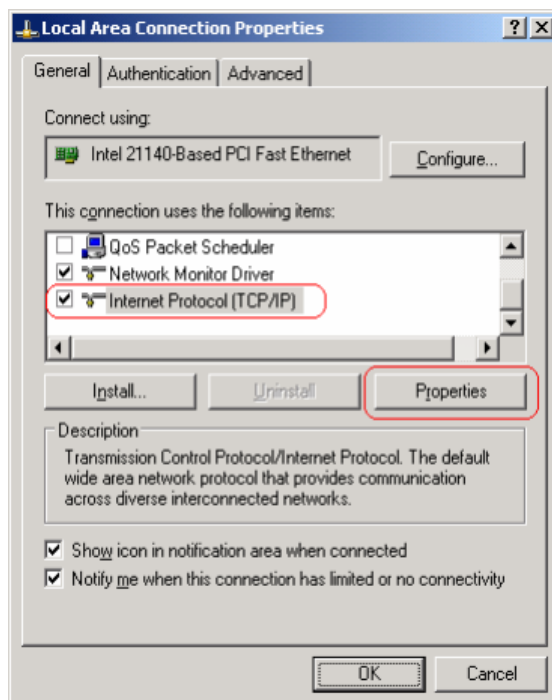 Local Area Connection Properties
General Authentication Advanced
Connect using:
Intel 21140-Based PCI Fast Ethernet Configure...
This connection uses the following items:
QoS Packet Scheduler
Network Monitor Driver
Internet Protocol (TCP/IP)
Install... Uninstall Properties
Description
Transmission Control Protocol/Internet Protocol. The default
wide area network protocol that provides communication
across diverse interconnected networks.
Show icon in notification area when connected
Notify me when this connection has limited or no connectivity
OK Cancel